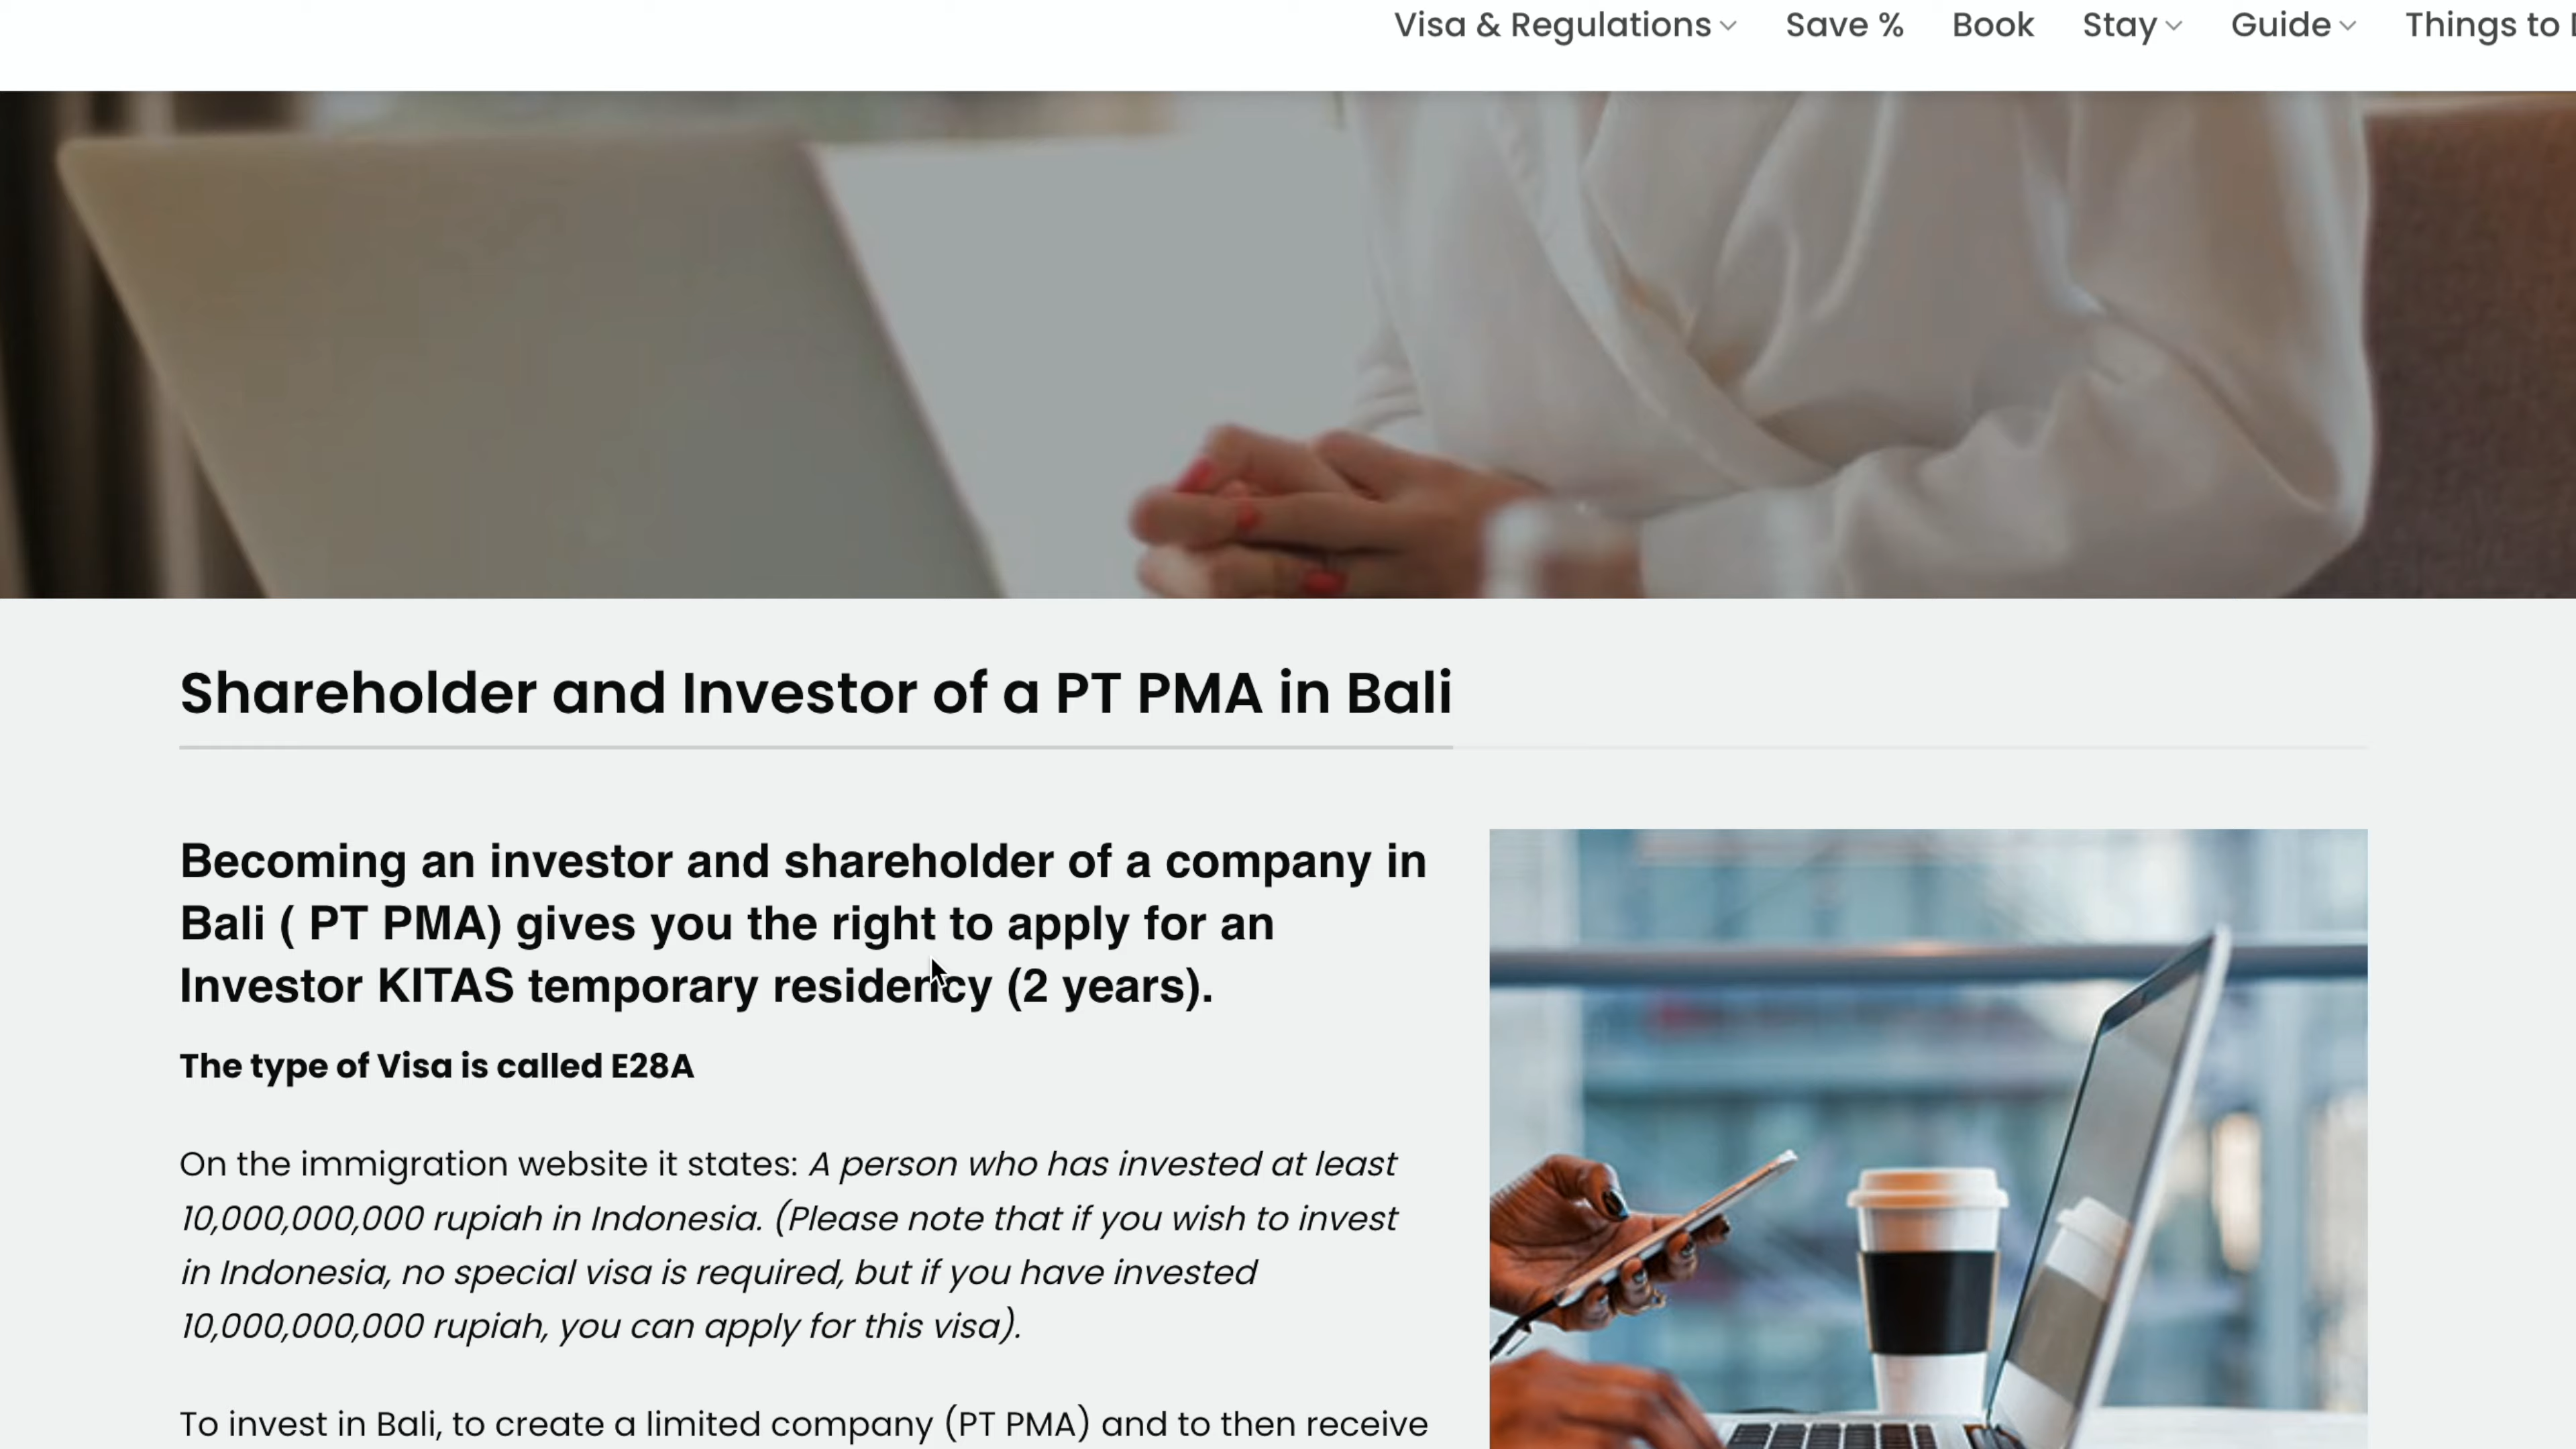 Visa & Regulations Save % Book Stay Guide Things to
Shareholder and Investor of a PT PMA in Bali
Becoming an investor and shareholder of a company in
Bali ( PT PMA) gives you the right to apply for an
Investor KITAS temporary residency (2 years).
The type of Visa is called E28A
On the immigration website it states: A person who has invested at least
10,000,000,000 rupiah in Indonesia. (Please note that if you wish to invest
in Indonesia, no special visa is required, but if you have invested
10,000,000,000 rupiah, you can apply for this visa).
To invest in Bali, to create a limited company (PT PMA) and to then receive